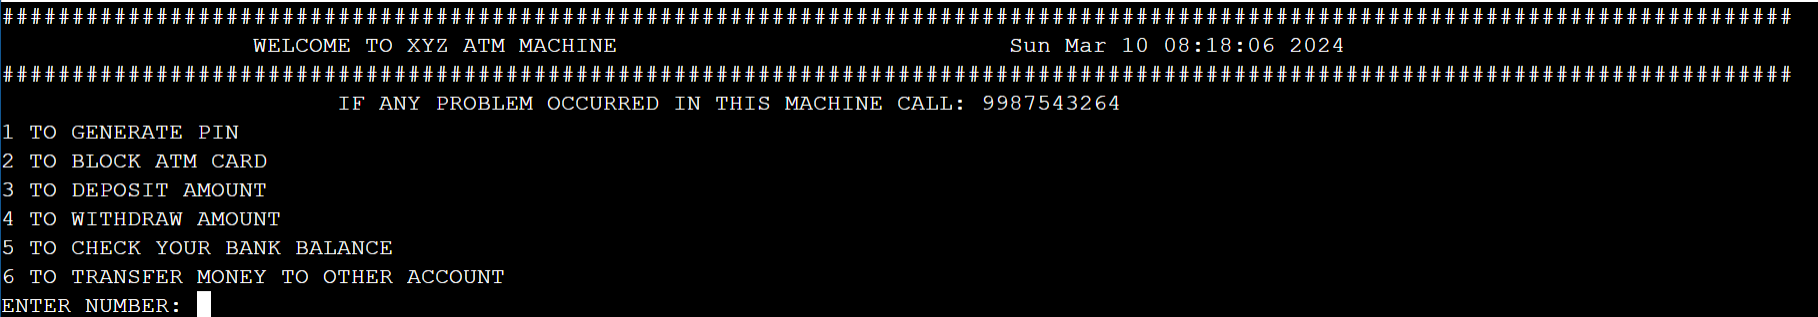 ################################################################################################################################
WELCOME TO XYZ ATM MACHINE Sun Mar 10 08:18:06 2024
################################################################################################################################
IF ANY PROBLEM OCCURRED IN THIS MACHINE CALL: 9987543264
1 TO GENERATE PIN
2 TO BLOCK ATM CARD
3 TO DEPOSIT AMOUNT
4 TO WITHDRAW AMOUNT
5 TO CHECK YOUR BANK BALANCE
6 TO TRANSFER MONEY TO OTHER ACCOUNT
ENTER NUMBER: